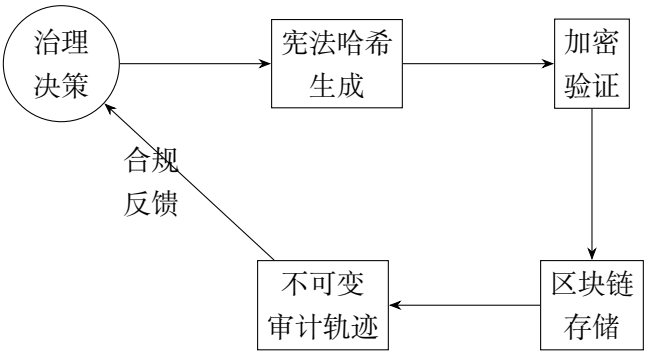 治理
决策
宪法哈希
生成
加密
验证
合规
反馈
不可变
审计轨迹
区块链
存储